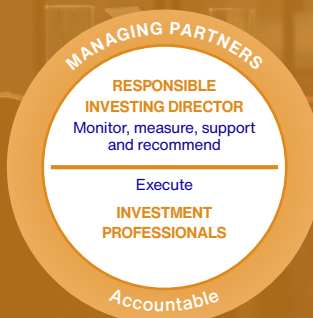 MANAGING PARTNERS
RESPONSIBLE
INVESTING DIRECTOR
Monitor, measure, support
and recommend
Execute
INVESTMENT
PROFESSIONALS
Accountable